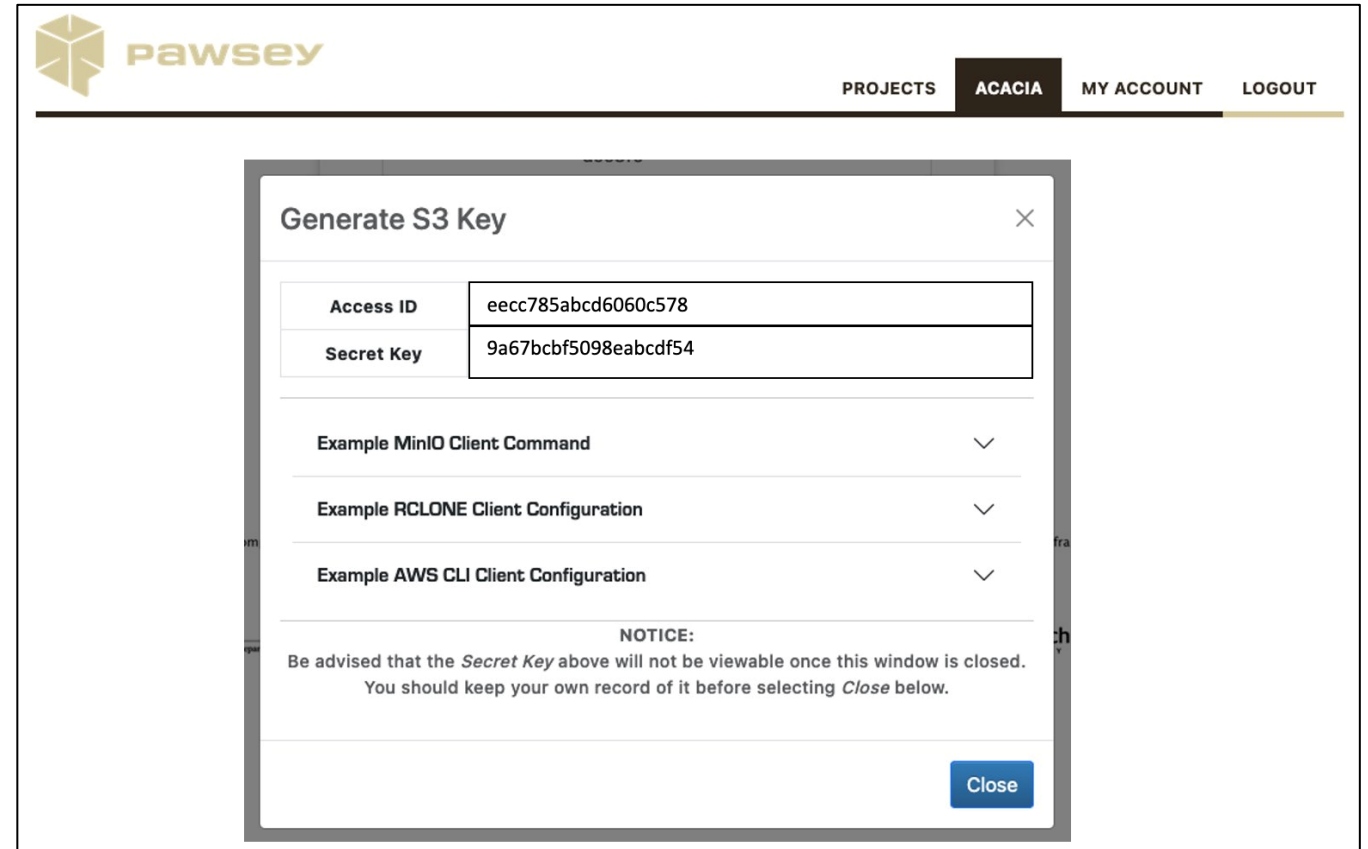 pawsey
PROJECTS ACACIA MY ACCOUNT LOGOUT
Generate S3 Key
Access ID eecc785abcd6060c578
Secret Key 9a67bcbf5098eabcdf54
Example MinIO Client Command
Example RCLONE Client Configuration
Example AWS CLI Client Configuration
NOTICE:
Be advised that the Secret Key above will not be viewable once this window is closed.
You should keep your own record of it before selecting Close below.
Close